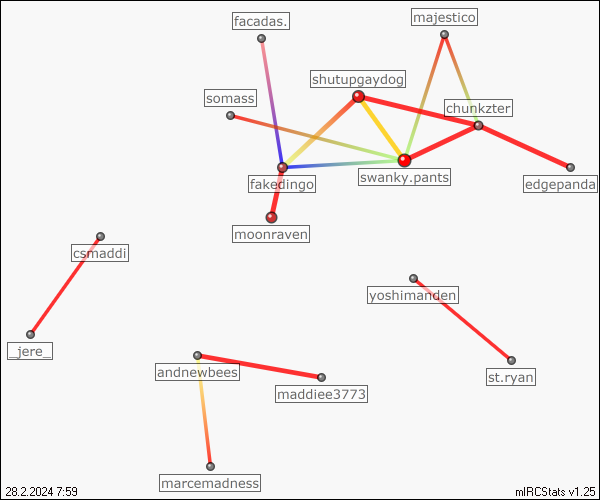 majestico
facadas.
shutupgaydog
somass
chunkzter
swanky.pants
edgepanda
fakedingo
moonraven
csmaddi
yoshimanden
_jere_
andnewbees
st.ryan
maddiee3773
marcemadness
28.2.2024 7:59
mIRCStats v1.25